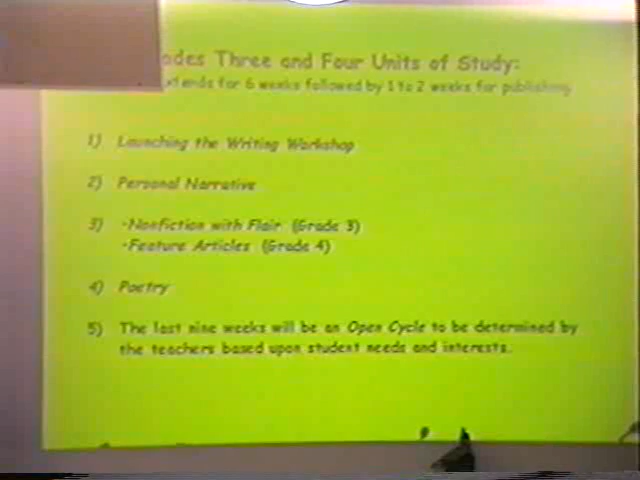 ades Three and Four Units of Study:
xtends for 6 weeks followed by 1 to 2 weeks for publishing.
1) Launching the Writing Workshop
2) Personal Narrative
3) -Nonfiction with Flair (Grade 3)
-Feature Articles (Grade 4)
4) Poetry
5) The last nine weeks will be an Open Cycle to be determined by
the teachers based upon student needs and interests.